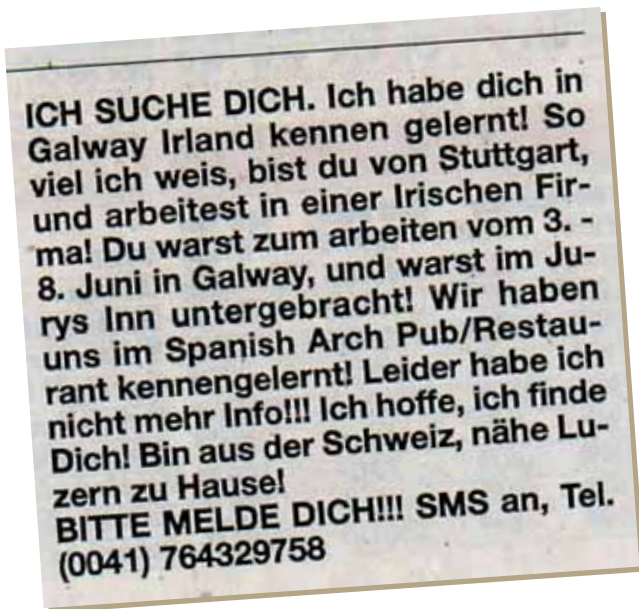 ICH SUCHE DICH. Ich habe dich in
Galway Irland kennen gelernt! So
viel ich weis, bist du von Stuttgart,
und arbeitest in einer Irischen Fir-
ma! Du warst zum arbeiten vom 3. -
8. Juni in Galway, und warst im Ju-
rys Inn untergebracht! Wir haben
uns im Spanish Arch Pub/Restau-
rant kennengelernt! Leider habe ich
nicht mehr Info!!! Ich hoffe, ich finde
Dich! Bin aus der Schweiz, nähe Lu-
zern zu Hause!
BITTE MELDE DICH!!! SMS an, Tel.
(0041) 764329758